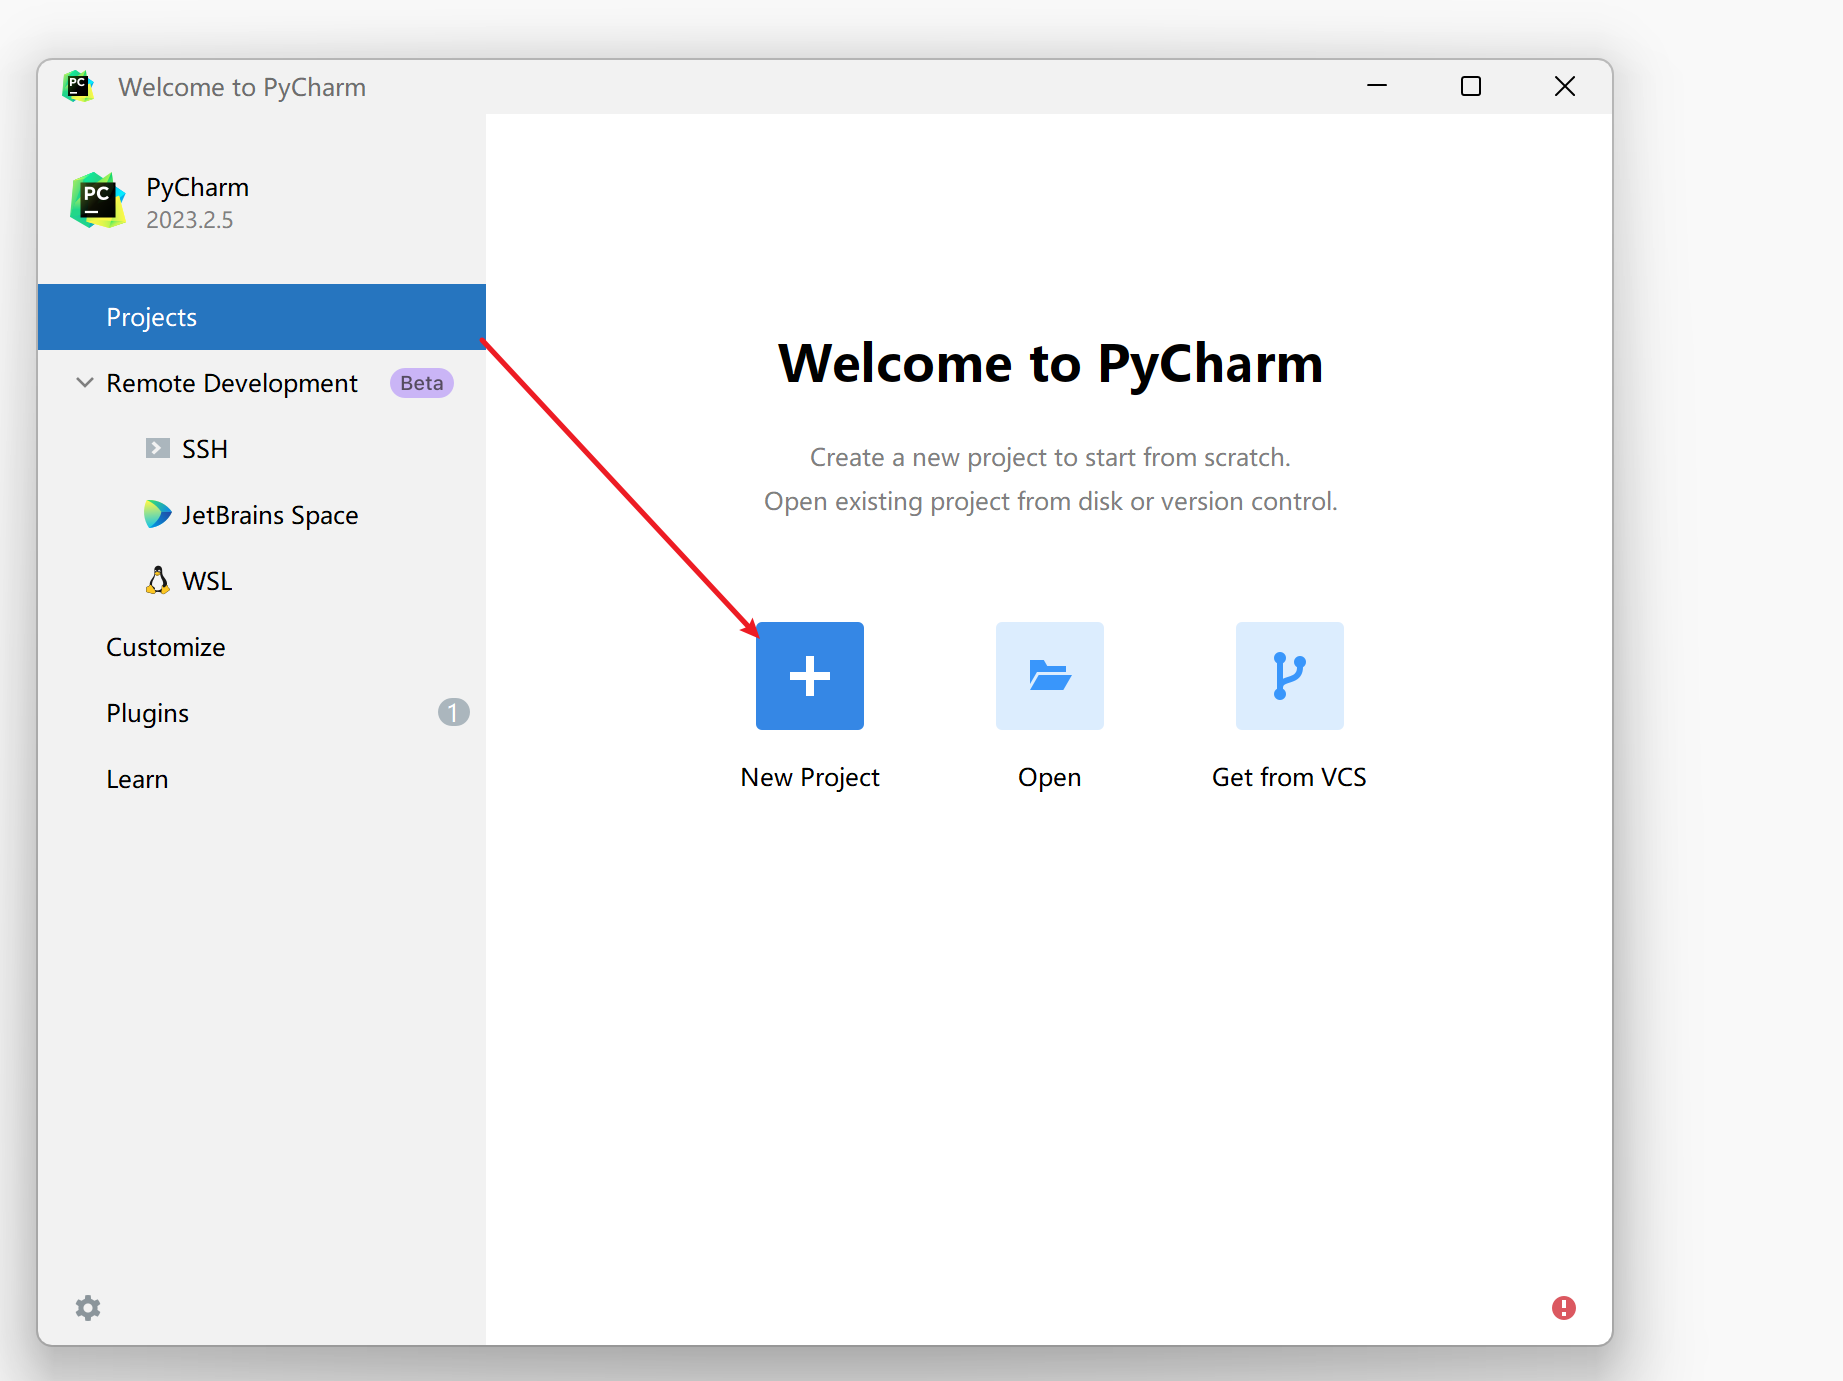 PC
Welcome to PyCharm
PC
PyCharm
2023.2.5
Projects
Remote Development Beta
SSH
JetBrains Space
WSL
Customize
Plugins 1
Learn
Welcome to PyCharm
Create a new project to start from scratch.
Open existing project from disk or version control.
New Project
Open
Get from VCS